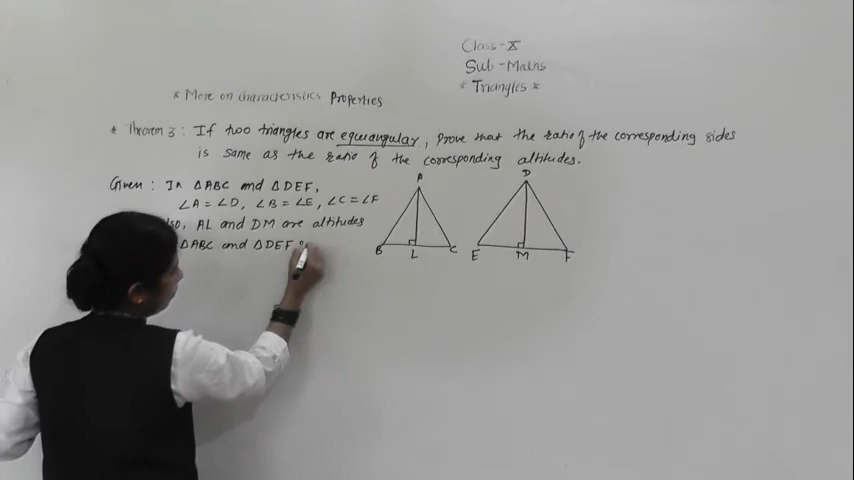 Class-X
Sub-Maths
* Triangles *
* More on characteristics Properties
* Theorem 3: If two triangles are equiangular, Prove that the ratio of the corresponding sides
is same as the ratio of the corresponding altitudes.
Given: In ΔABC and ΔDEF,
∠A=∠D, ∠B=∠E, ∠C=∠F
AL and DM are altitudes
ΔABC and ΔDEF
A
B L C
D
E M F